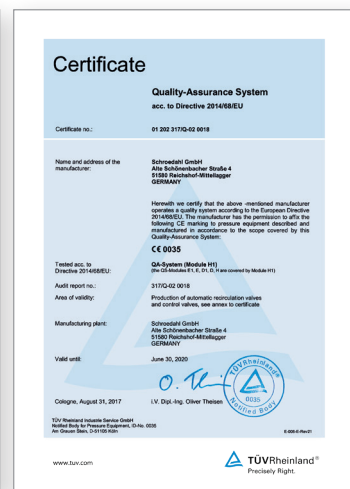 Certificate
Quality-Assurance System
acc. to Directive 2014/68/EU
Certificate no.: 01 202 317/Q-02 0018
Name and address of the manufacturer: Schroedahl GmbH
Alte Schönenbacher Straße 4
51580 Reichshof-Mittellagger
GERMANY
Herewith we certify that the above -mentioned manufacturer
operates a quality system according to the European Directive
2014/68/EU. The manufacturer has the permission to affix the
following CE marking to pressure equipment described and
manufactured in accordance to the scope covered by this
Quality-Assurance System:
CE 0035
Tested acc. to Directive 2014/68/EU: QA-System (Module H1)
(the QS-Modules E1, E, D1, D, H are covered by Module H1)
Audit report no.: 317/Q-02 0018
Area of validity: Production of automatic recirculation valves
and control valves, see annex to certificate
Manufacturing plant: Schroedahl GmbH
Alte Schönenbacher Straße 4
51580 Reichshof-Mittellagger
GERMANY
Valid until: June 30, 2020
TÜVRheinland
0035
Notified Body
Cologne, August 31, 2017 i.V. Dipl.-Ing. Oliver Theisen
TÜV Rheinland Industrie Service GmbH
Notified Body for Pressure Equipment, ID-No. 0035
Am Grauen Stein, D-51105 Köln
E-005-E-Rev21
www.tuv.com
TÜVRheinland®
Precisely Right.